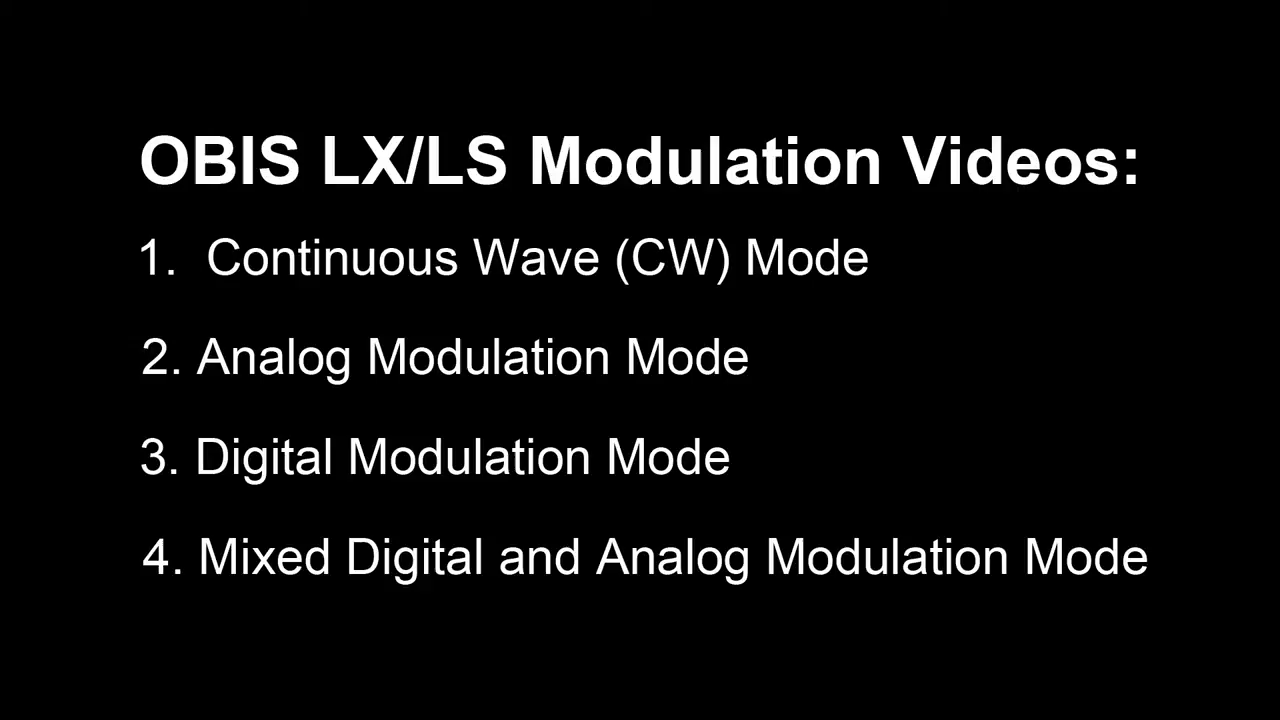 OBIS LX/LS Modulation Videos:
1. Continuous Wave (CW) Mode
2. Analog Modulation Mode
3. Digital Modulation Mode
4. Mixed Digital and Analog Modulation Mode